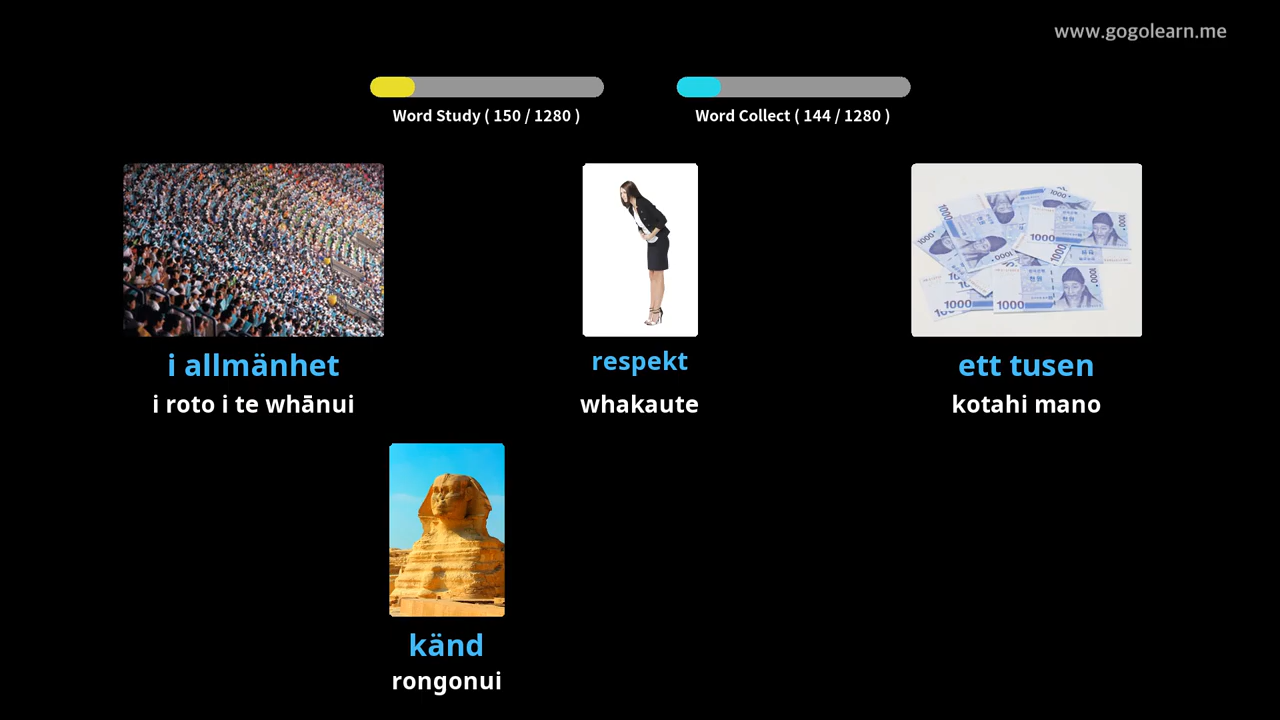 www.gogolearn.me
Word Study ( 150 / 1280 )
Word Collect ( 144 / 1280 )
i allmänhet
i roto i te whānui
respekt
whakaute
ett tusen
kotahi mano
känd
rongonui